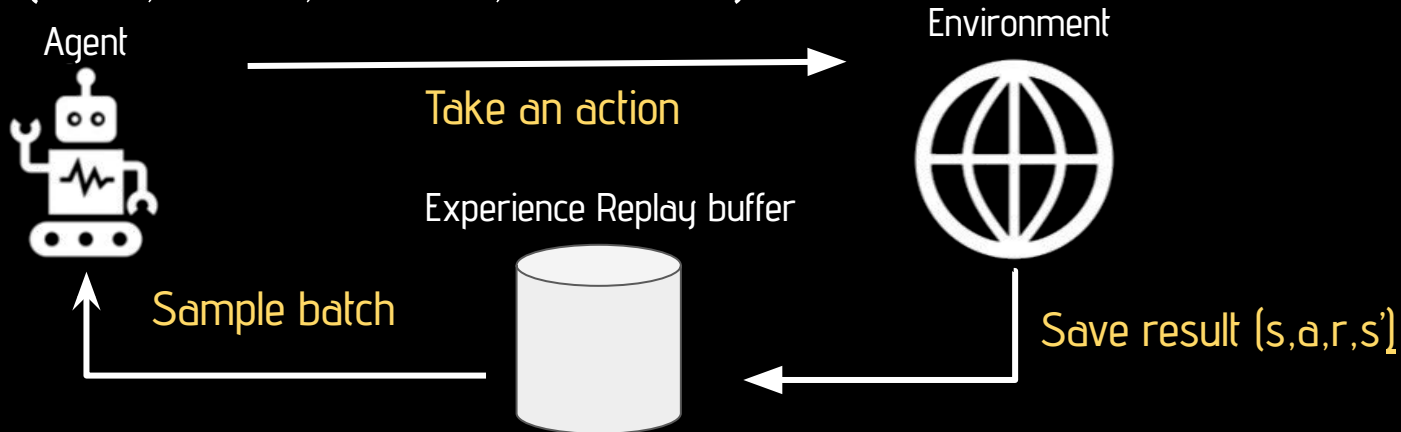 Agent
Environment
Take an action
Experience Replay buffer
Sample batch
Save result (s,a,r,s')